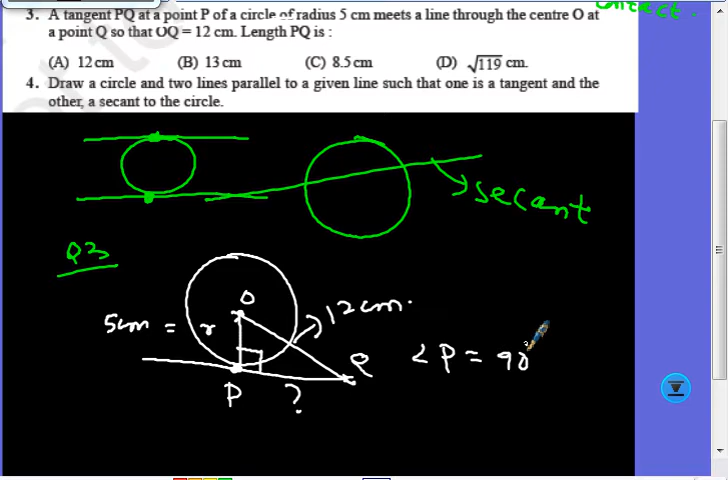 contact.
3. A tangent PQ at a point P of a circle of radius 5 cm meets a line through the centre O at
a point Q so that OQ = 12 cm. Length PQ is :
(A) 12 cm (B) 13 cm (C) 8.5 cm (D) √119 cm.
4. Draw a circle and two lines parallel to a given line such that one is a tangent and the
other, a secant to the circle.
secant
Q3
O
12cm.
5cm = r
Q
<P = 90
P ?